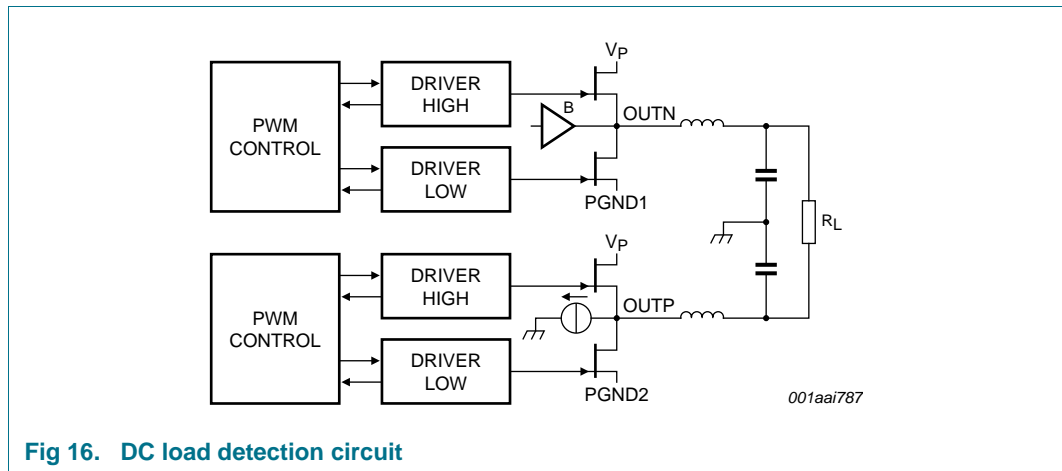 VP
PWM
CONTROL
DRIVER
HIGH
B
OUTN
DRIVER
LOW
PGND1
RL
VP
PWM
CONTROL
DRIVER
HIGH
OUTP
DRIVER
LOW
PGND2
001aai787
Fig 16. DC load detection circuit